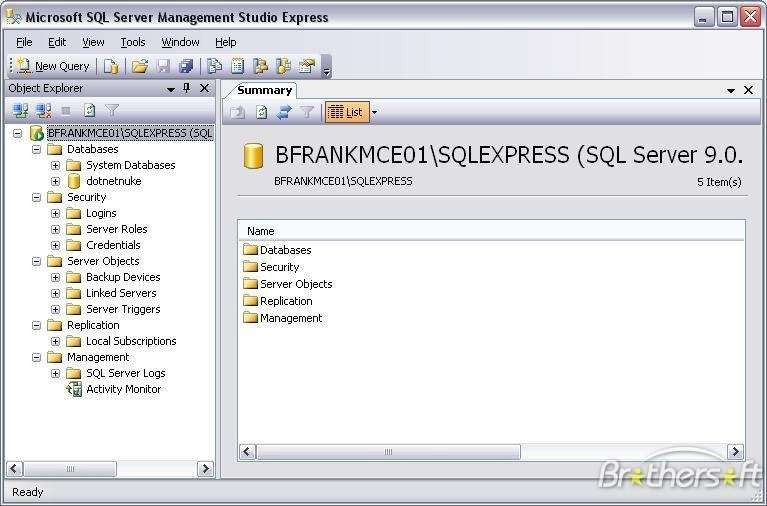 Microsoft SQL Server Management Studio Express
File Edit View Tools Window Help
New Query
Object Explorer
BFRANKMCE01\SQLEXPRESS (SQL
Databases
System Databases
dotnetnuke
Security
Logins
Server Roles
Credentials
Server Objects
Backup Devices
Linked Servers
Server Triggers
Replication
Local Subscriptions
Management
SQL Server Logs
Activity Monitor
Summary
List
BFRANKMCE01\SQLEXPRESS (SQL Server 9.0.
BFRANKMCE01\SQLEXPRESS 5 Item(s)
Name
Databases
Security
Server Objects
Replication
Management
Ready
Brothersoft